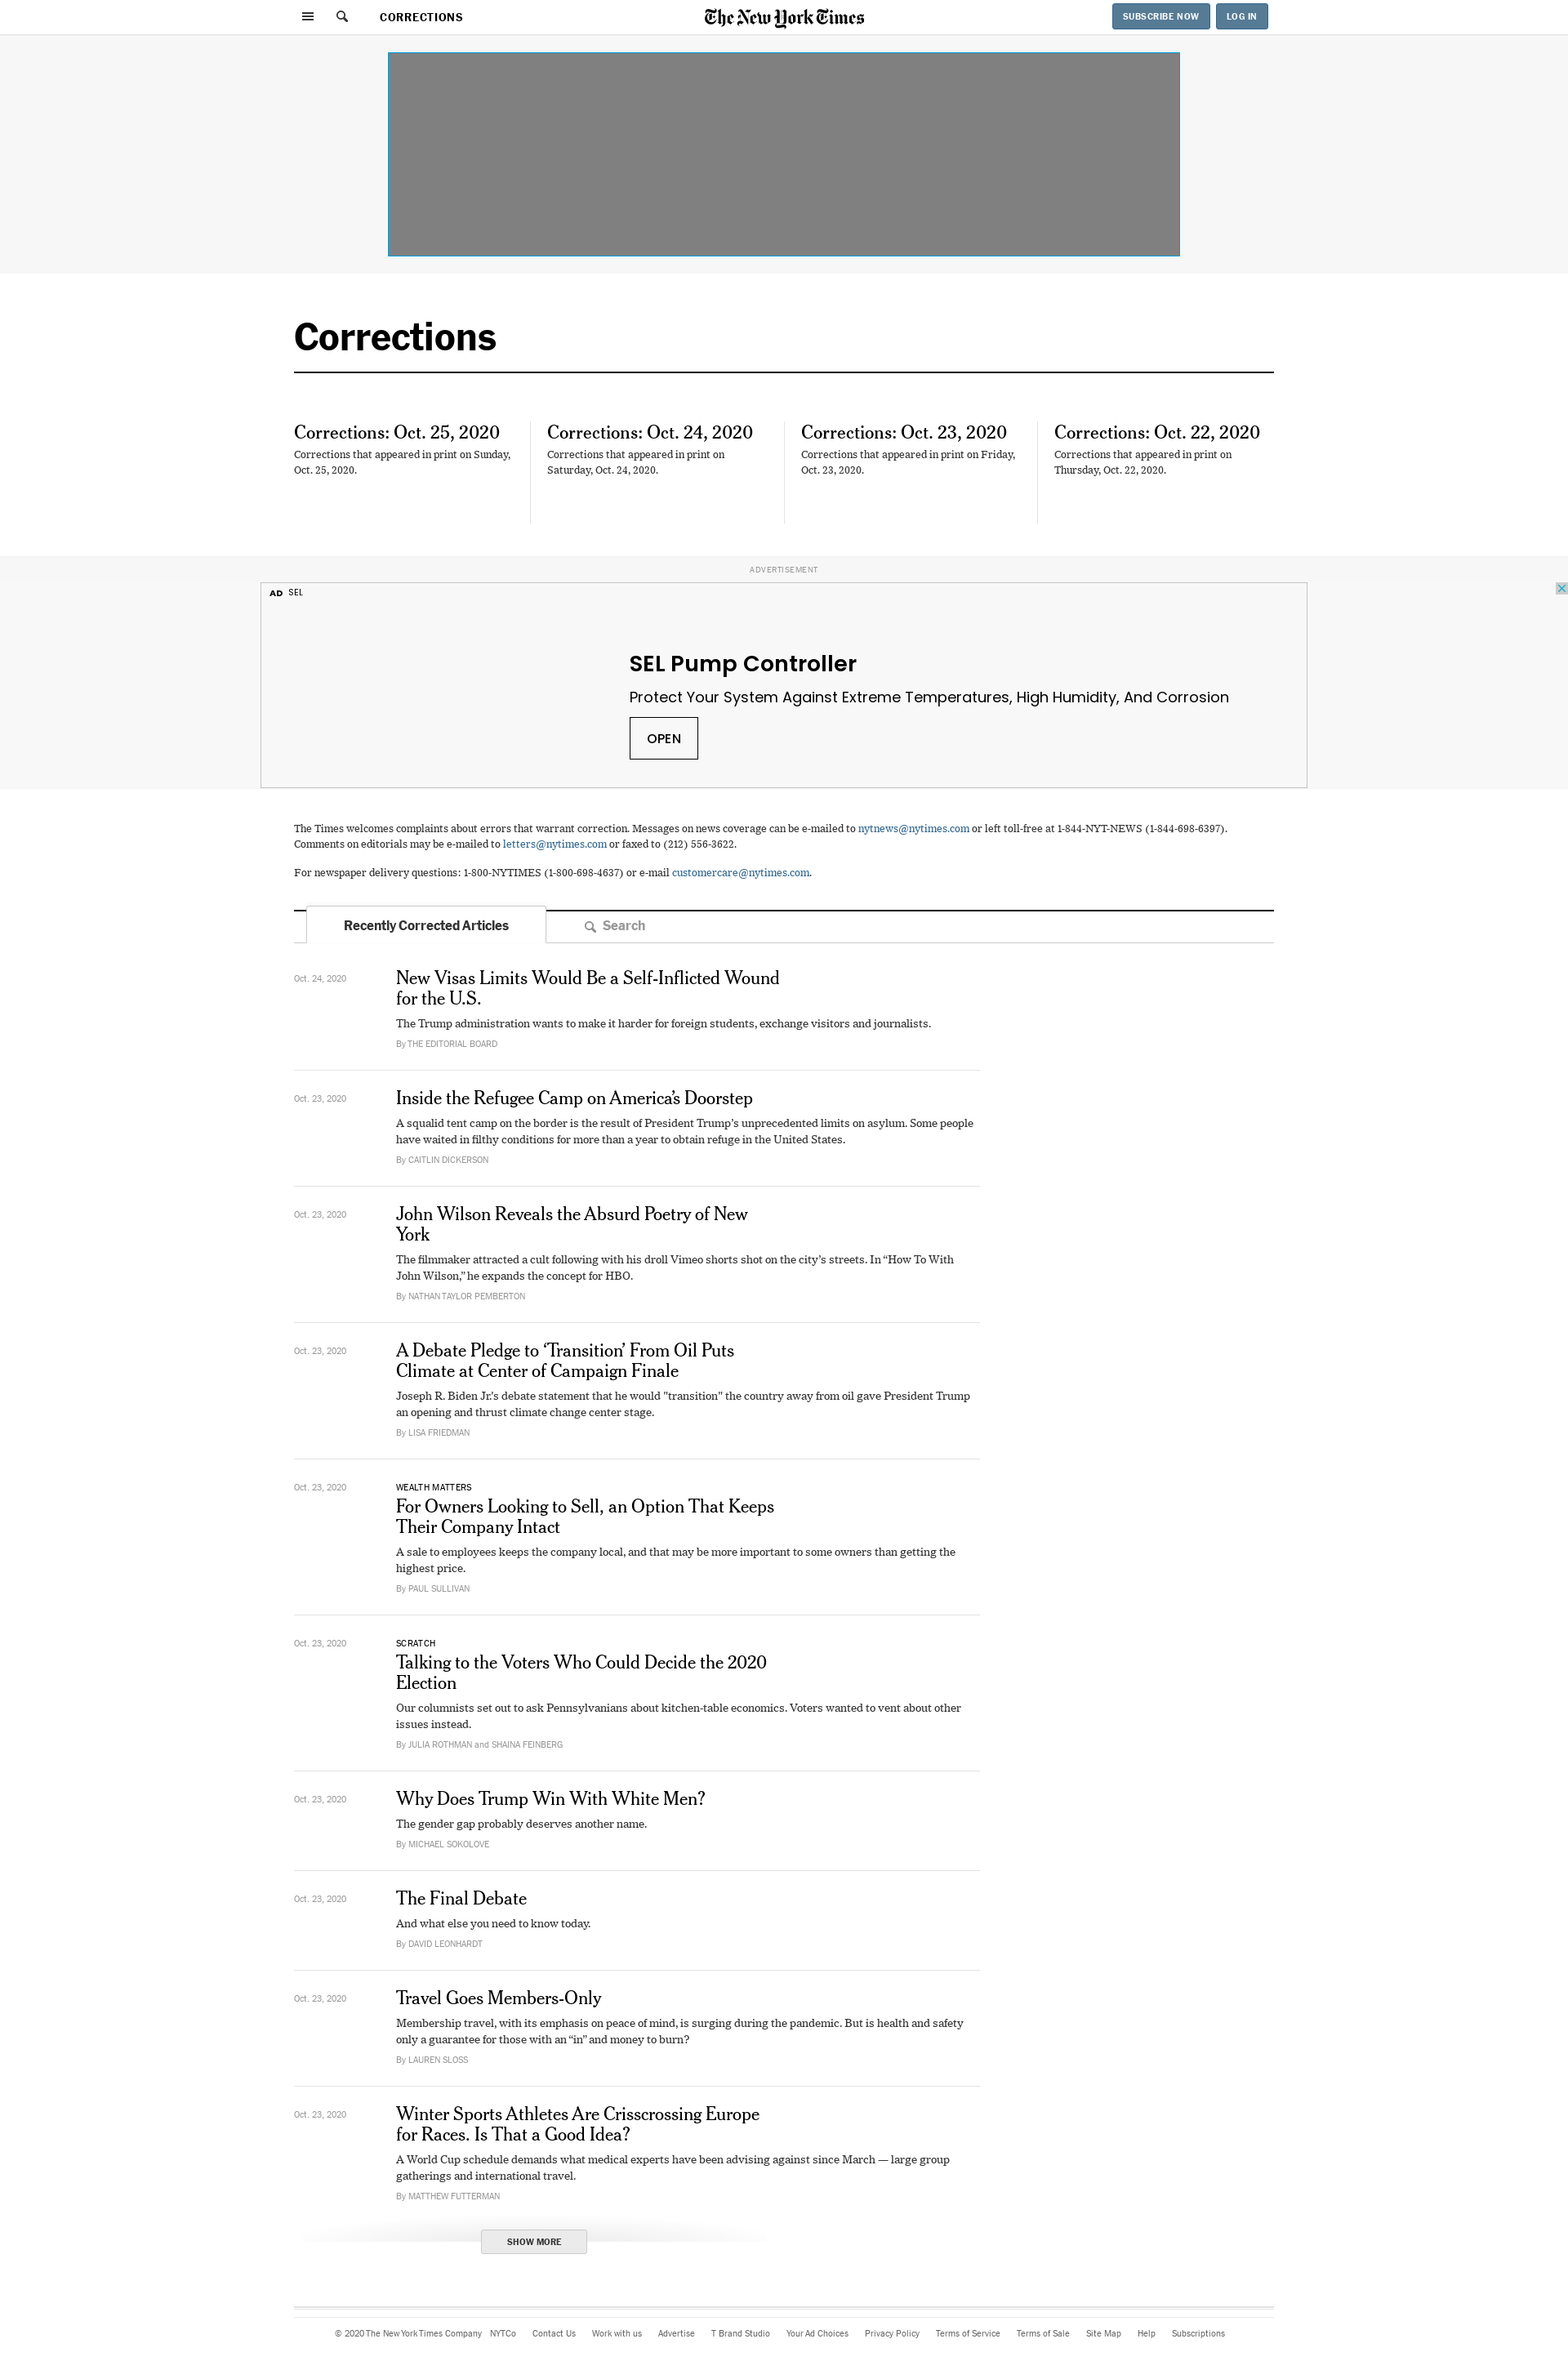 CORRECTIONS
The New York Times
SUBSCRIBE NOW
LOG IN
Corrections
Corrections: Oct. 25, 2020
Corrections that appeared in print on Sunday,
Oct. 25, 2020.
Corrections: Oct. 24, 2020
Corrections that appeared in print on
Saturday, Oct. 24, 2020.
Corrections: Oct. 23, 2020
Corrections that appeared in print on Friday,
Oct. 23, 2020.
Corrections: Oct. 22, 2020
Corrections that appeared in print on
Thursday, Oct. 22, 2020.
ADVERTISEMENT
AD SEL
SEL Pump Controller
Protect Your System Against Extreme Temperatures, High Humidity, And Corrosion
OPEN
The Times welcomes complaints about errors that warrant correction. Messages on news coverage can be e-mailed to nytnews@nytimes.com or left toll-free at 1-844-NYT-NEWS (1-844-698-6397).
Comments on editorials may be e-mailed to letters@nytimes.com or faxed to (212) 556-3622.
For newspaper delivery questions: 1-800-NYTIMES (1-800-698-4637) or e-mail customercare@nytimes.com.
Recently Corrected Articles
Search
Oct. 24, 2020
New Visas Limits Would Be a Self-Inflicted Wound
for the U.S.
The Trump administration wants to make it harder for foreign students, exchange visitors and journalists.
By THE EDITORIAL BOARD
Oct. 23, 2020
Inside the Refugee Camp on America’s Doorstep
A squalid tent camp on the border is the result of President Trump’s unprecedented limits on asylum. Some people
have waited in filthy conditions for more than a year to obtain refuge in the United States.
By CAITLIN DICKERSON
Oct. 23, 2020
John Wilson Reveals the Absurd Poetry of New
York
The filmmaker attracted a cult following with his droll Vimeo shorts shot on the city’s streets. In “How To With
John Wilson,” he expands the concept for HBO.
By NATHAN TAYLOR PEMBERTON
Oct. 23, 2020
A Debate Pledge to ‘Transition’ From Oil Puts
Climate at Center of Campaign Finale
Joseph R. Biden Jr.'s debate statement that he would "transition" the country away from oil gave President Trump
an opening and thrust climate change center stage.
By LISA FRIEDMAN
Oct. 23, 2020
WEALTH MATTERS
For Owners Looking to Sell, an Option That Keeps
Their Company Intact
A sale to employees keeps the company local, and that may be more important to some owners than getting the
highest price.
By PAUL SULLIVAN
Oct. 23, 2020
SCRATCH
Talking to the Voters Who Could Decide the 2020
Election
Our columnists set out to ask Pennsylvanians about kitchen-table economics. Voters wanted to vent about other
issues instead.
By JULIA ROTHMAN and SHAINA FEINBERG
Oct. 23, 2020
Why Does Trump Win With White Men?
The gender gap probably deserves another name.
By MICHAEL SOKOLOVE
Oct. 23, 2020
The Final Debate
And what else you need to know today.
By DAVID LEONHARDT
Oct. 23, 2020
Travel Goes Members-Only
Membership travel, with its emphasis on peace of mind, is surging during the pandemic. But is health and safety
only a guarantee for those with an “in” and money to burn?
By LAUREN SLOSS
Oct. 23, 2020
Winter Sports Athletes Are Crisscrossing Europe
for Races. Is That a Good Idea?
A World Cup schedule demands what medical experts have been advising against since March — large group
gatherings and international travel.
By MATTHEW FUTTERMAN
SHOW MORE
© 2020 The New York Times Company NYTCo Contact Us Work with us Advertise T Brand Studio Your Ad Choices Privacy Policy Terms of Service Terms of Sale Site Map Help Subscriptions